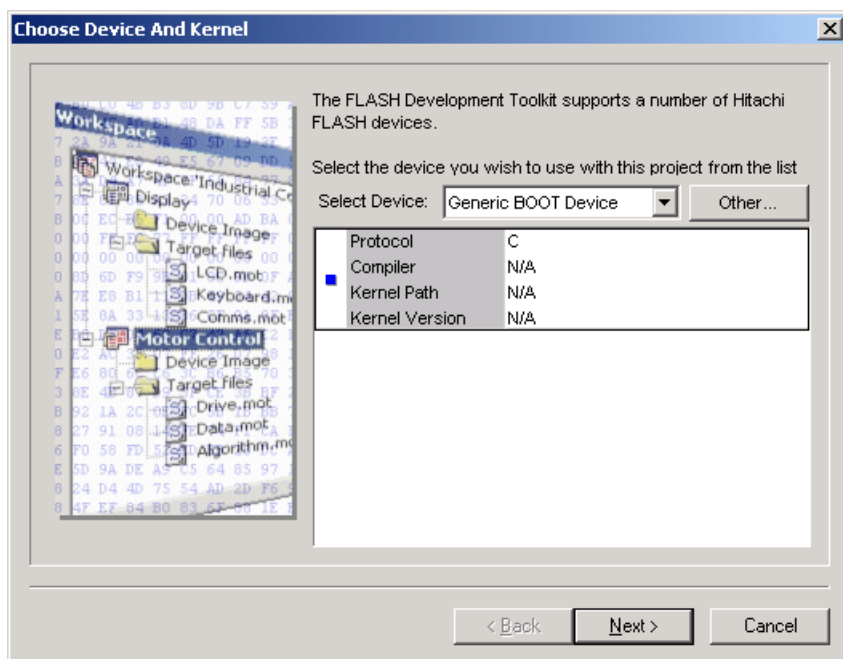 Choose Device And Kernel
The FLASH Development Toolkit supports a number of Hitachi
FLASH devices.
Select the device you wish to use with this project from the list
Select Device:
Generic BOOT Device
Other...
Protocol C
Compiler N/A
Kernel Path N/A
Kernel Version N/A
Workspace
Workspace 'Industrial Co
Display
Device Image
Target files
LCD.mot
Keyboard.m
Comms.mot
Motor Control
Device Image
Target files
Drive.mot
Data.mot
Algorithm.m
< Back
Next >
Cancel